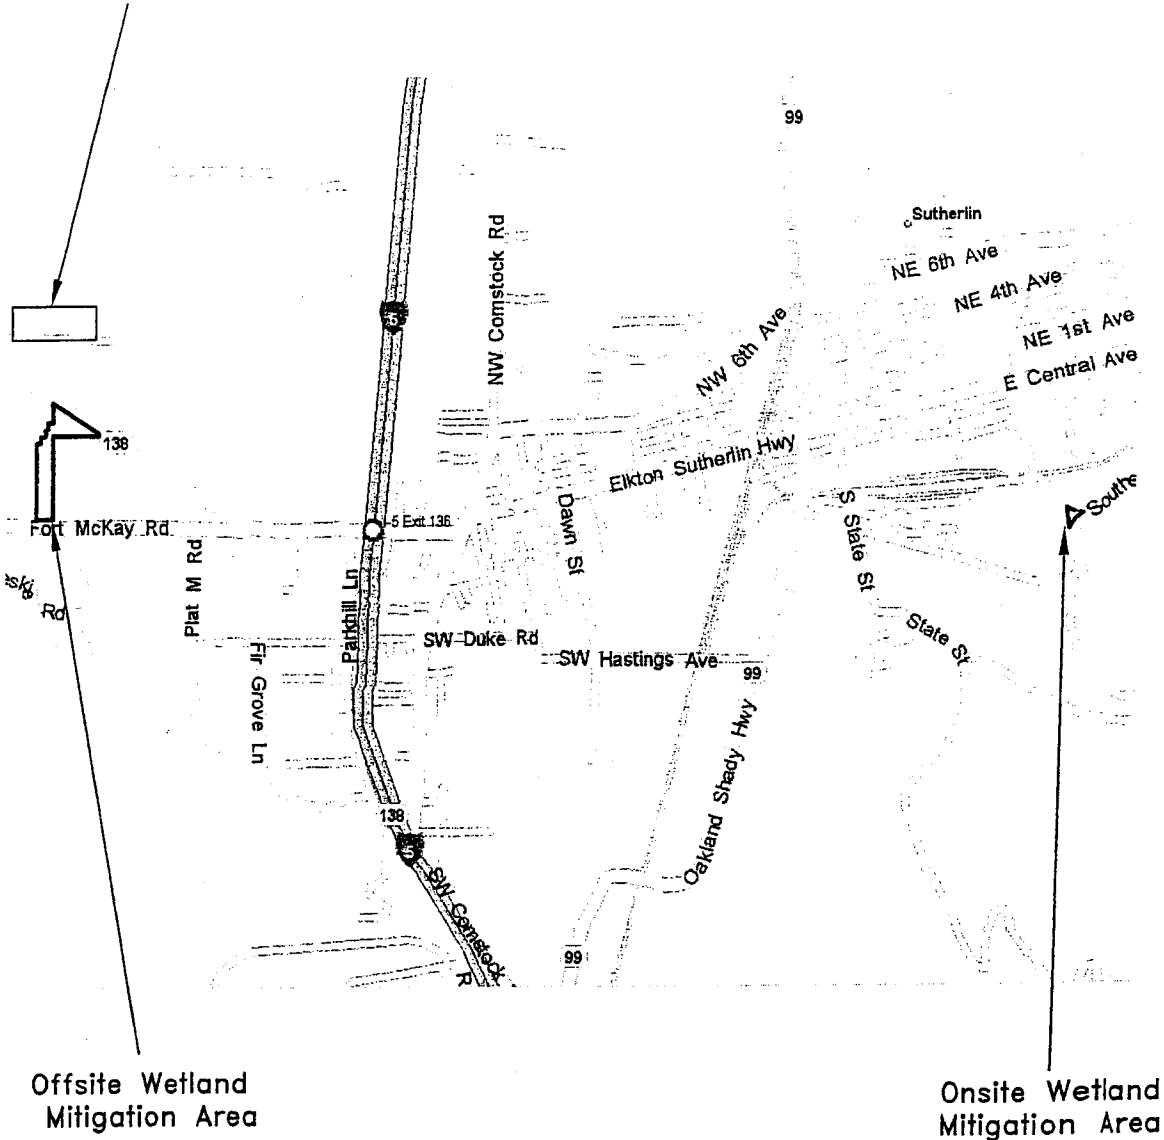 99
Sutherlin
NE 6th Ave
NE 4th Ave
NE 1st Ave
E Central Ave
NW Comstock Rd
5
NW 6th Ave
138
Elkton Sutherlin Hwy
Fort McKay Rd
5 Exit 136
Dawn St
S State St
Southe
Plat M Rd
Rd
Parkhill Ln
SW Duke Rd
State St
SW Hastings Ave
99
Fir Grove Ln
Oakland Shady Hwy
138
5
SW Comstock
R
99
Offsite Wetland
Mitigation Area
Onsite Wetland
Mitigation Area